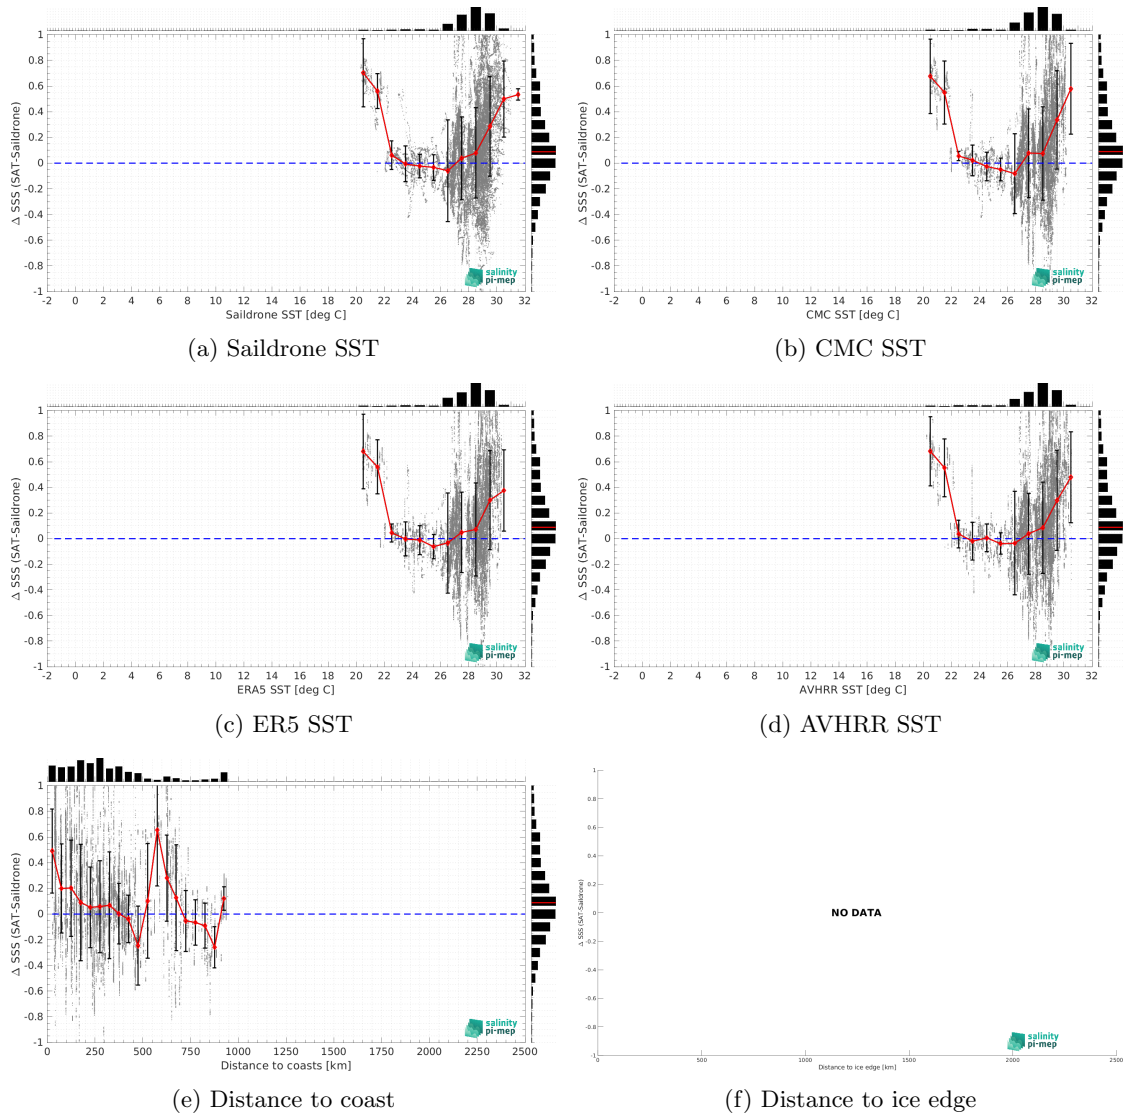 1
0.8
0.6
0.4
0.2
0
-0.2
-0.4
-0.6
-0.8
-1
Δ SSS (SAT-Saildrone)
salinity
pi-mep
-2 0 2 4 6 8 10 12 14 16 18 20 22 24 26 28 30 32
Saildrone SST [deg C]
(a) Saildrone SST
1
0.8
0.6
0.4
0.2
0
-0.2
-0.4
-0.6
-0.8
-1
Δ SSS (SAT-Saildrone)
salinity
pi-mep
-2 0 2 4 6 8 10 12 14 16 18 20 22 24 26 28 30 32
CMC SST [deg C]
(b) CMC SST
1
0.8
0.6
0.4
0.2
0
-0.2
-0.4
-0.6
-0.8
-1
Δ SSS (SAT-Saildrone)
salinity
pi-mep
-2 0 2 4 6 8 10 12 14 16 18 20 22 24 26 28 30 32
ERA5 SST [deg C]
(c) ER5 SST
1
0.8
0.6
0.4
0.2
0
-0.2
-0.4
-0.6
-0.8
-1
Δ SSS (SAT-Saildrone)
salinity
pi-mep
-2 0 2 4 6 8 10 12 14 16 18 20 22 24 26 28 30 32
AVHRR SST [deg C]
(d) AVHRR SST
1
0.8
0.6
0.4
0.2
0
-0.2
-0.4
-0.6
-0.8
-1
Δ SSS (SAT-Saildrone)
salinity
pi-mep
0 250 500 750 1000 1250 1500 1750 2000 2250 2500
Distance to coasts [km]
(e) Distance to coast
1
0.8
0.6
0.4
0.2
0
-0.2
-0.4
-0.6
-0.8
-1
Δ SSS (SAT-Saildrone)
NO DATA
salinity
pi-mep
0 500 1000 1500 2000 2500
Distance to ice edge [km]
(f) Distance to ice edge